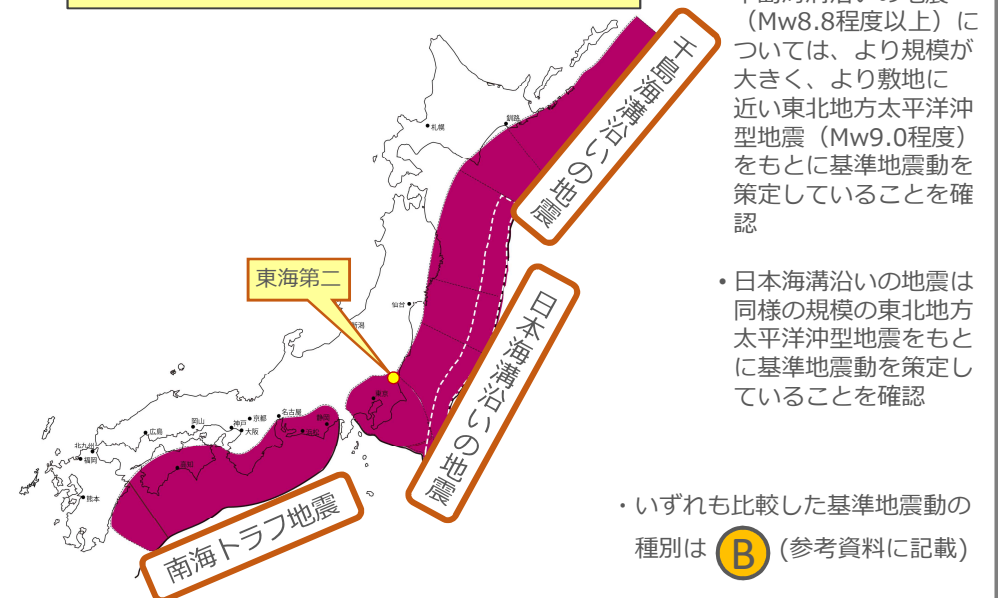 （Mw8.8程度以上）に
ついては、より規模が
大きく、より敷地に
近い東北地方太平洋沖
型地震（Mw9.0程度）
をもとに基準地震動を
策定していることを確
認
• 日本海溝沿いの地震は
同様の規模の東北地方
太平洋沖型地震をもと
に基準地震動を策定し
ていることを確認
・いずれも比較した基準地震動の
種別は B (参考資料に記載)
千島海溝沿いの地震
日本海溝沿いの地震
南海トラフ地震
東海第二
札幌
釧路
仙台
新潟
東京
名古屋
静岡
浜松
京都
神戸
大阪
岡山
広島
高知
北九州
福岡
熊本